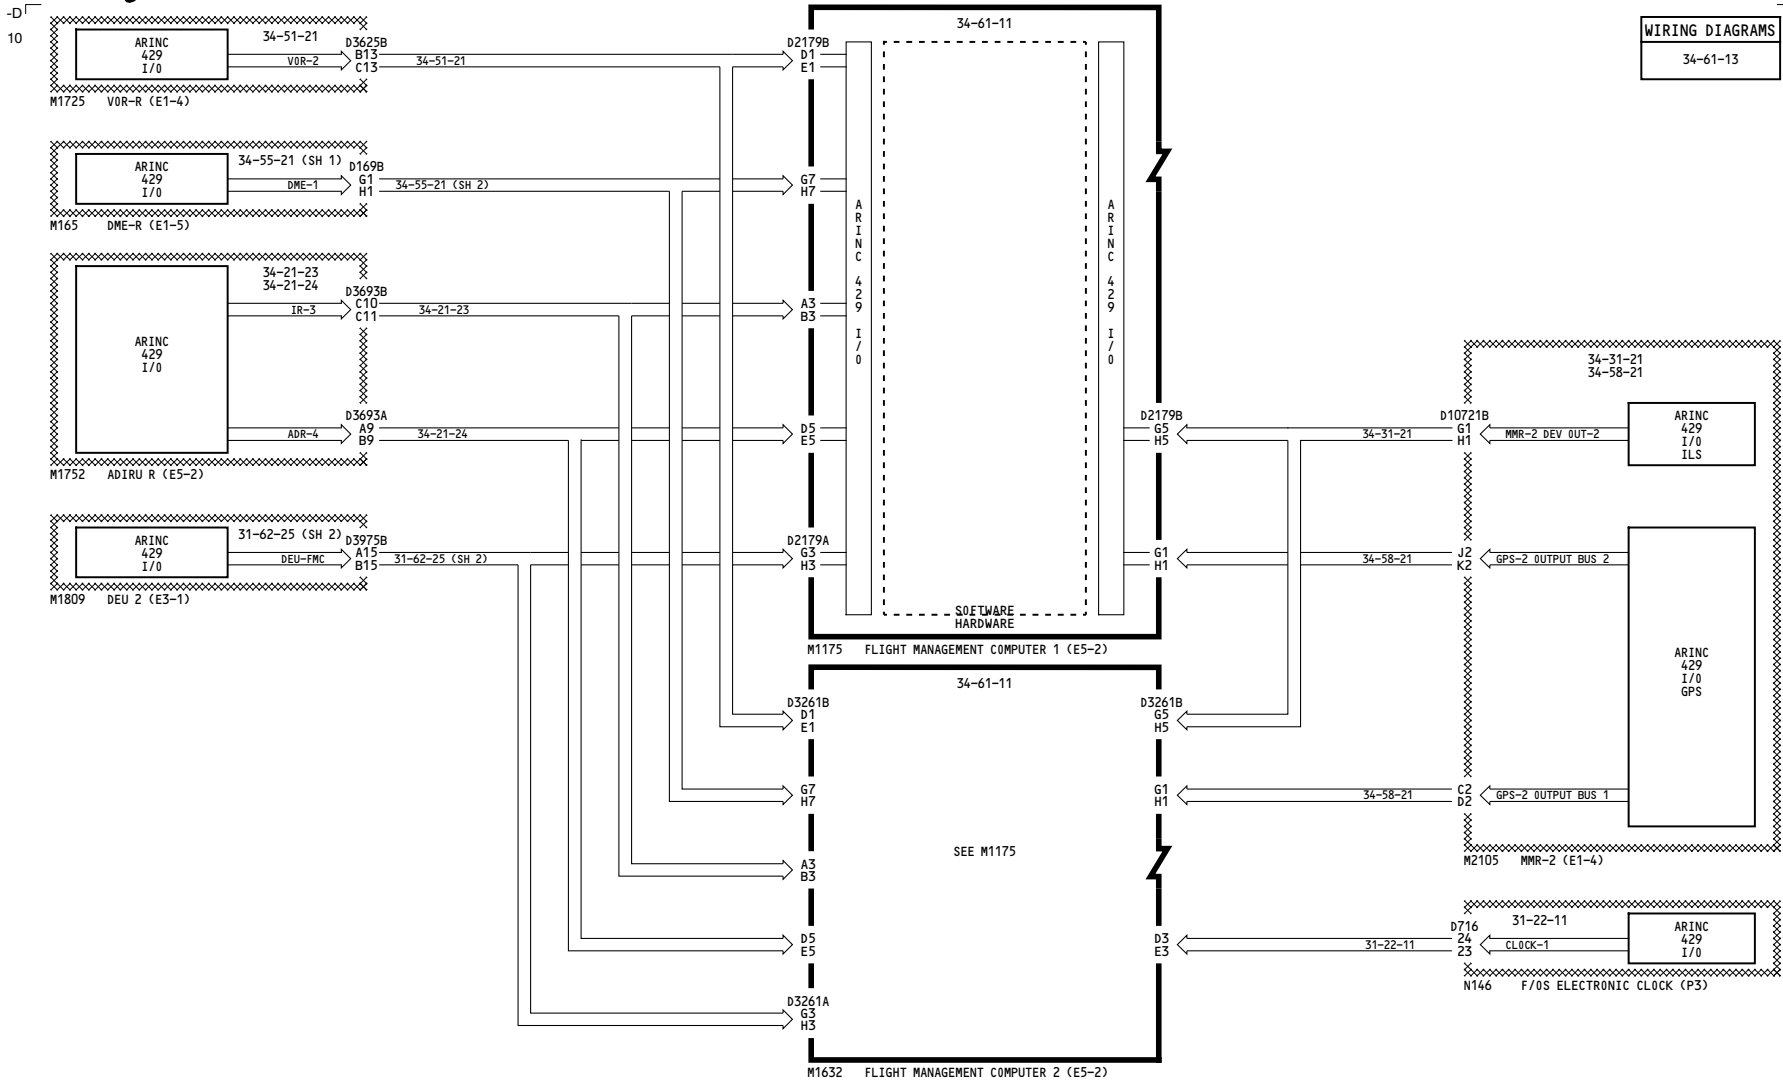 -D
10
34-51-21
ARINC
429
I/O
VOR-2
D3625B
B13
C13
34-51-21
M1725 VOR-R (E1-4)
34-55-21 (SH 1)
ARINC
429
I/O
DME-1
D169B
G1
H1
34-55-21 (SH 2)
M165 DME-R (E1-5)
34-21-23
34-21-24
ARINC
429
I/O
IR-3
D3693B
C10
C11
34-21-23
ADR-4
D3693A
A9
B9
34-21-24
M1752 ADIRU R (E5-2)
31-62-25 (SH 2)
ARINC
429
I/O
DEU-FMC
D3975B
A15
B15
31-62-25 (SH 2)
M1809 DEU 2 (E3-1)
34-61-11
D2179B
D1
E1
G7
H7
A3
B3
D5
E5
D2179A
G3
H3
ARINC 429 I/O
ARINC 429 I/O
SOFTWARE
HARDWARE
D2179B
G5
H5
G1
H1
M1175 FLIGHT MANAGEMENT COMPUTER 1 (E5-2)
34-61-11
D3261B
D1
E1
G7
H7
A3
B3
D5
E5
D3261A
G3
H3
SEE M1175
D3261B
G5
H5
G1
H1
D3
E3
M1632 FLIGHT MANAGEMENT COMPUTER 2 (E5-2)
WIRING DIAGRAMS
34-61-13
34-31-21
34-58-21
34-31-21
D10721B
G1
H1
MMR-2 DEV OUT-2
ARINC
429
I/O
ILS
34-58-21
J2
K2
GPS-2 OUTPUT BUS 2
ARINC
429
I/O
GPS
34-58-21
C2
D2
GPS-2 OUTPUT BUS 1
M2105 MMR-2 (E1-4)
31-22-11
31-22-11
D716
24
23
CLOCK-1
ARINC
429
I/O
N146 F/OS ELECTRONIC CLOCK (P3)